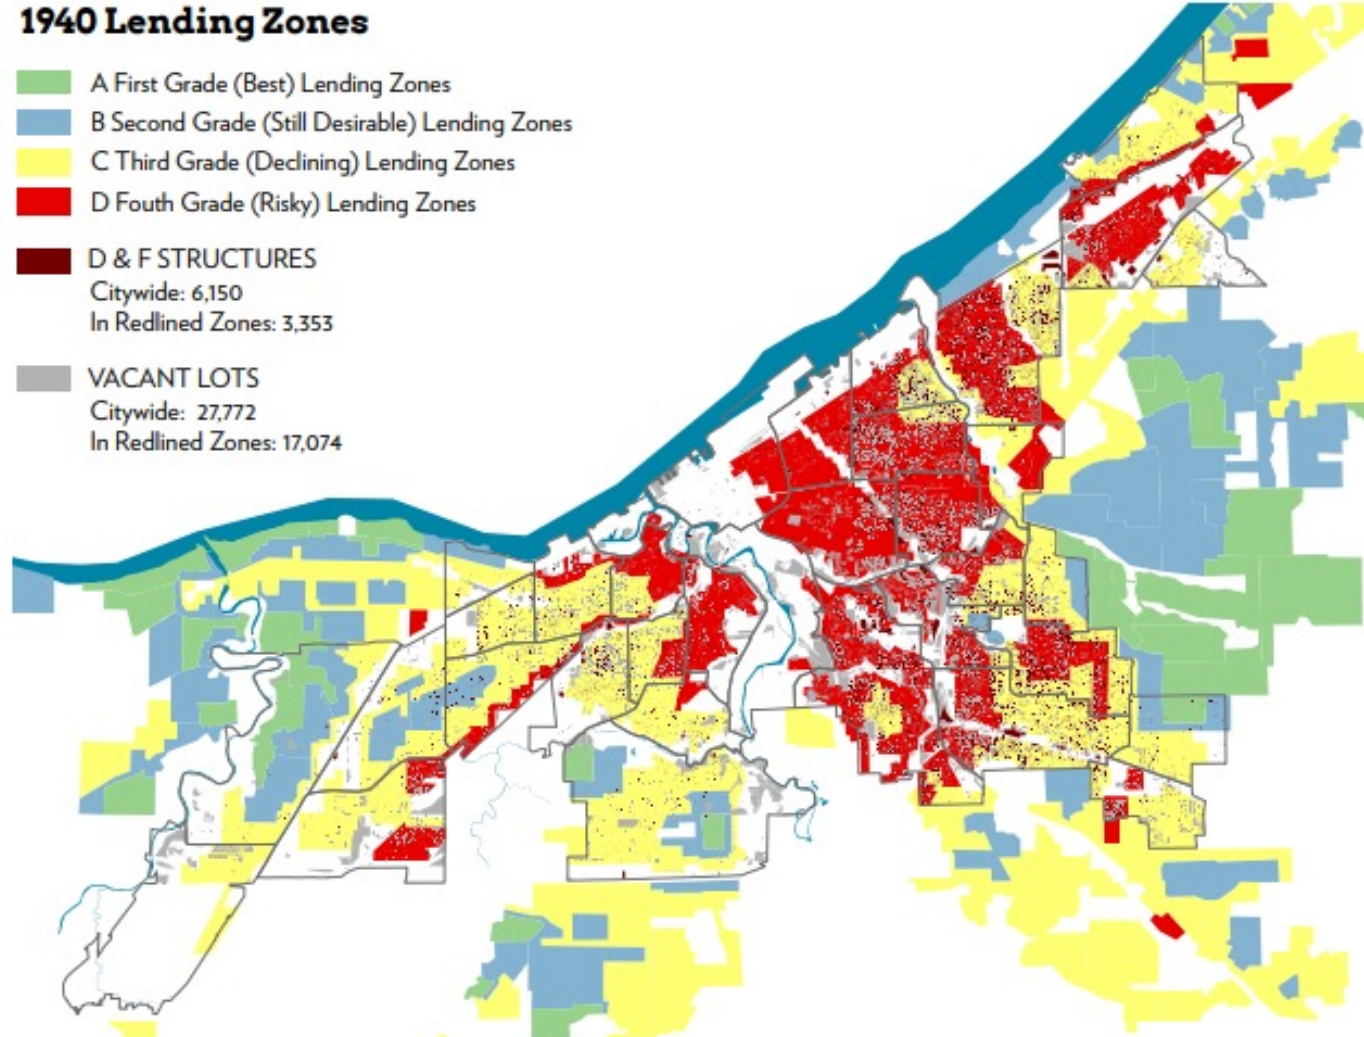 1940 Lending Zones
A First Grade (Best) Lending Zones
B Second Grade (Still Desirable) Lending Zones
C Third Grade (Declining) Lending Zones
D Fouth Grade (Risky) Lending Zones
D & F STRUCTURES
Citywide: 6,150
In Redlined Zones: 3,353
VACANT LOTS
Citywide: 27,772
In Redlined Zones: 17,074